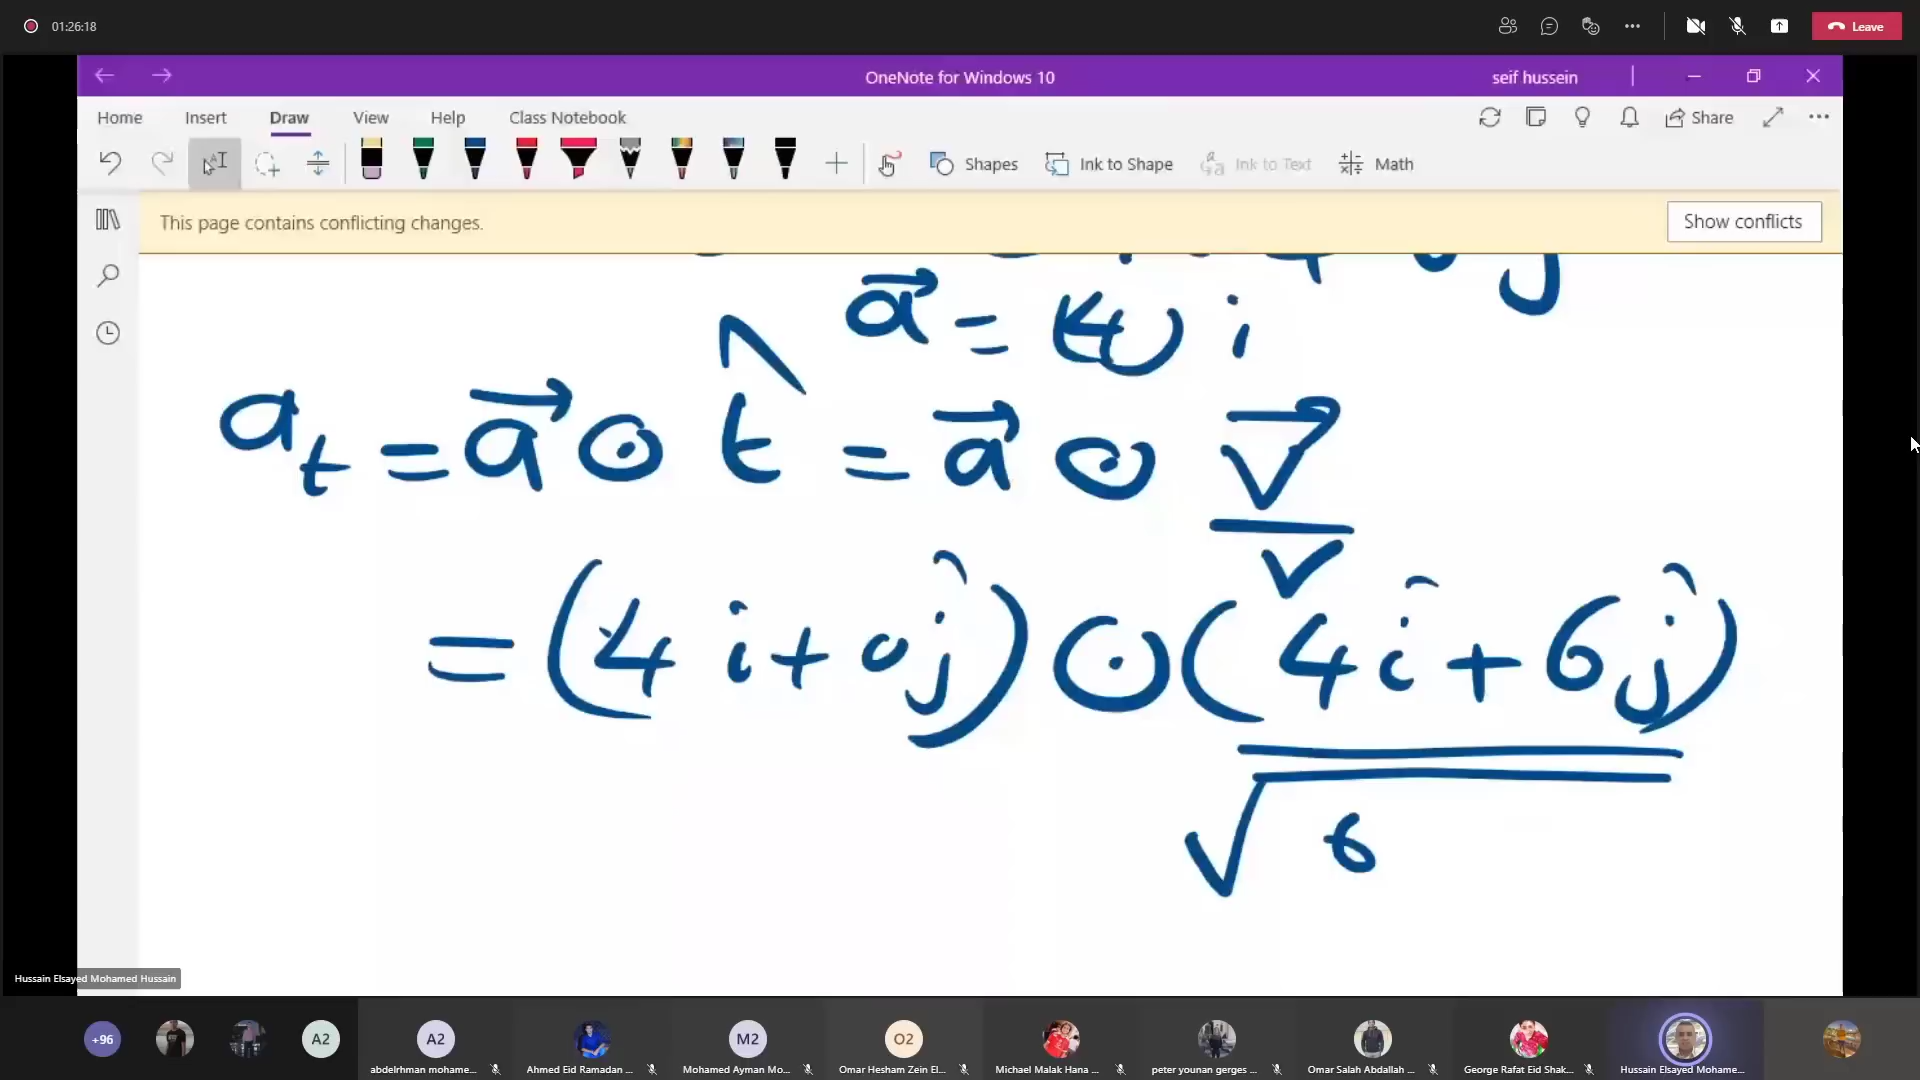 01:26:18
Leave
OneNote for Windows 10
seif hussein
Home Insert Draw View Help Class Notebook
Share
Shapes Ink to Shape Ink to Text Math
This page contains conflicting changes.
Show conflicts
a⃗ = 4 i
a_t = a⃗ ⊙ t̂ = a⃗ ⊙ v⃗ / v
= (4 i + 0 ĵ) ⊙ (4 î + 6 ĵ)
√ 6
Hussain Elsayed Mohamed Hussain
+96 A2 A2 M2 O2
abdelrhman mohame... Ahmed Eid Ramadan ... Mohamed Ayman Mo... Omar Hesham Zein El... Michael Malak Hana ... peter younan gerges ... Omar Salah Abdallah ... George Rafat Eid Shak... Hussain Elsayed Mohame...